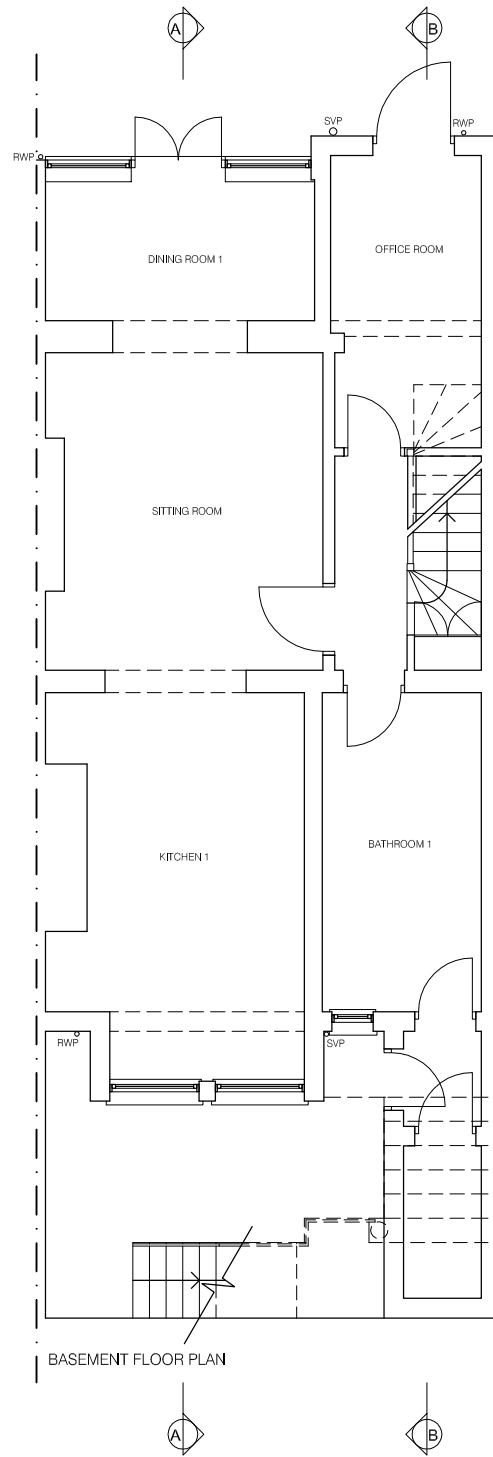 A
B
SVP
RWP
RWP
OFFICE ROOM
DINING ROOM 1
SITTING ROOM
BATHROOM 1
KITCHEN 1
RWP
SVP
BASEMENT FLOOR PLAN
A
B